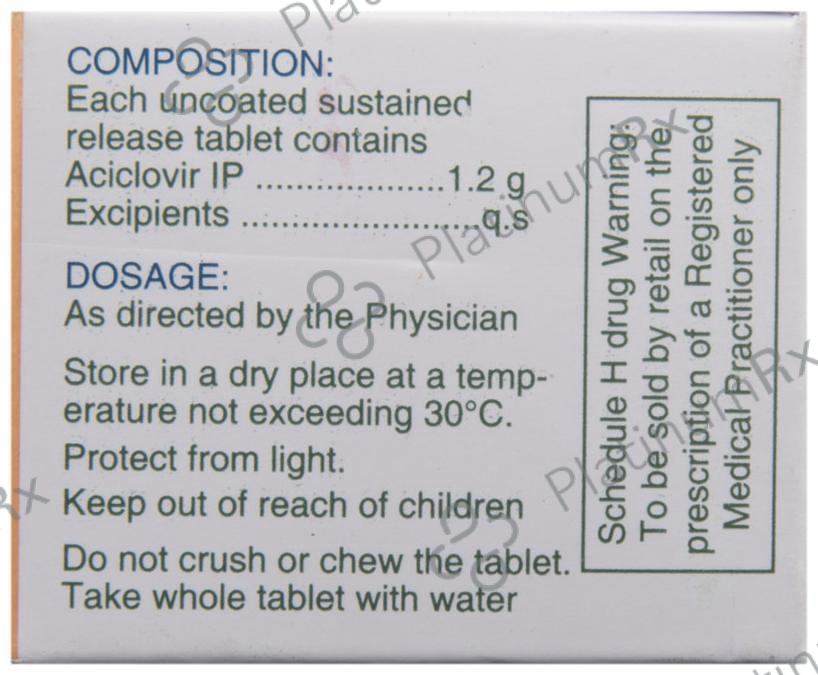 COMPOSITION:
Each uncoated sustained
release tablet contains
Aciclovir IP ...................1.2 g
Excipients ........................q.s
DOSAGE:
As directed by the Physician
Store in a dry place at a temp-
erature not exceeding 30°C.
Protect from light.
Keep out of reach of children
Do not crush or chew the tablet.
Take whole tablet with water
Schedule H drug Warning:
To be sold by retail on the
prescription of a Registered
Medical Practitioner only
PlatinumRx
PlatinumRx